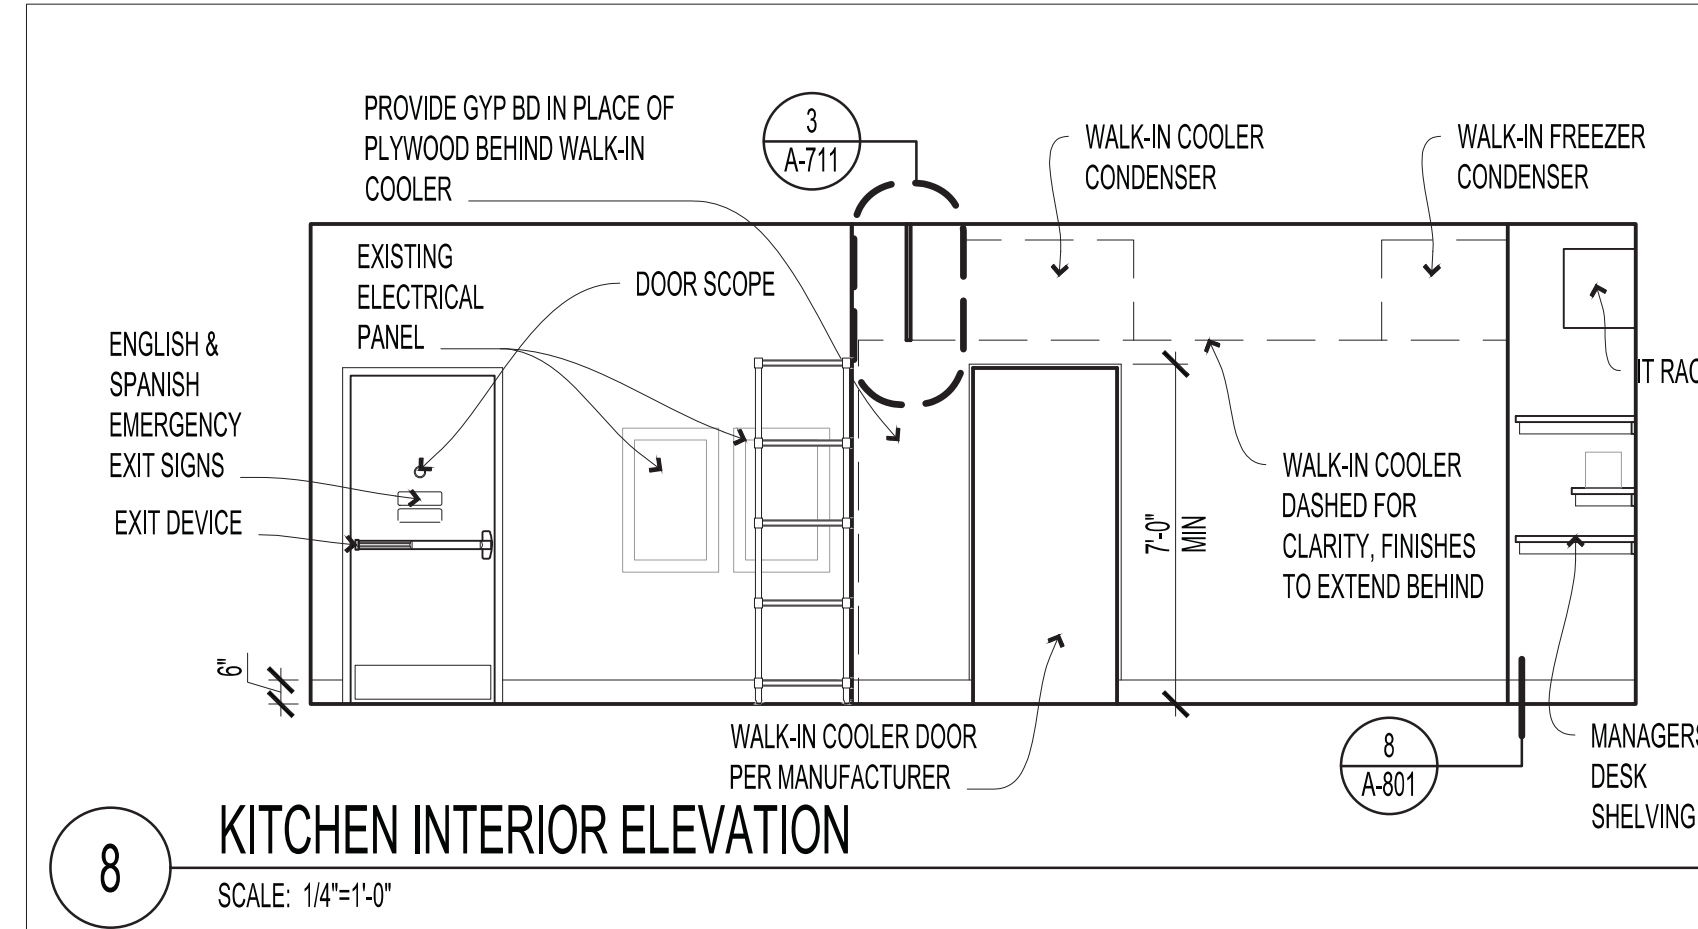 PROVIDE GYP BD IN PLACE OF
PLYWOOD BEHIND WALK-IN
COOLER
3
A-711
WALK-IN COOLER
CONDENSER
WALK-IN FREEZER
CONDENSER
EXISTING
ELECTRICAL
PANEL
DOOR SCOPE
ENGLISH &
SPANISH
EMERGENCY
EXIT SIGNS
EXIT DEVICE
IT RAC
WALK-IN COOLER
DASHED FOR
CLARITY, FINISHES
TO EXTEND BEHIND
7'-0"
MIN
6"
WALK-IN COOLER DOOR
PER MANUFACTURER
8
A-801
MANAGERS
DESK
SHELVING
8
KITCHEN INTERIOR ELEVATION
SCALE: 1/4"=1'-0"